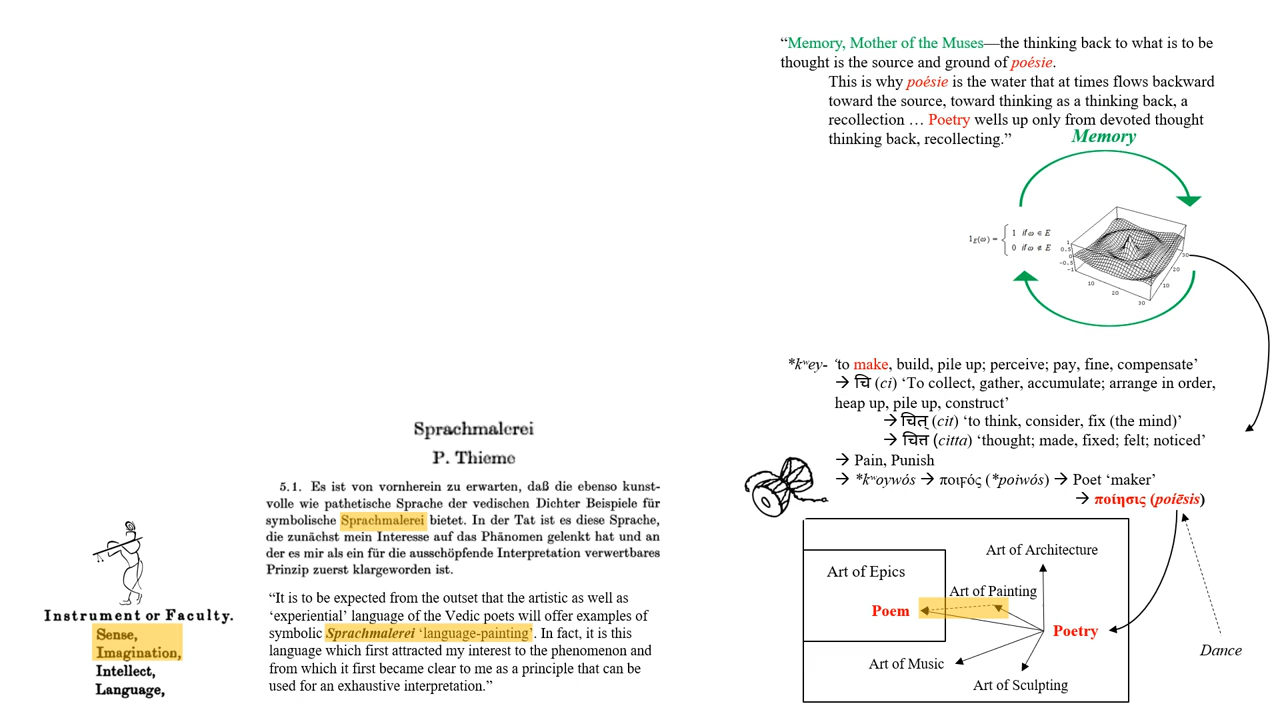 “Memory, Mother of the Muses—the thinking back to what is to be
thought is the source and ground of poésie.
This is why poésie is the water that at times flows backward
toward the source, toward thinking as a thinking back, a
recollection … Poetry wells up only from devoted thought
thinking back, recollecting.”
Memory
1E(ω) = { 1 if ω ∈ E
0 if ω ∉ E
1
0.5
0
-0.5
-1
10
20
30
10
20
30
*kʷey- ‘to make, build, pile up; perceive; pay, fine, compensate’
→ चि (ci) ‘To collect, gather, accumulate; arrange in order,
heap up, pile up, construct’
→ चित् (cit) ‘to think, consider, fix (the mind)’
→ चित्त (citta) ‘thought; made, fixed; felt; noticed’
→ Pain, Punish
→ *kʷoywós → ποιϝός (*poiwós) → Poet ‘maker’
→ ποίησις (poiēsis)
Art of Architecture
Art of Epics
Art of Painting
Poem
Poetry
Art of Music
Art of Sculpting
Dance
Sprachmalerei
P. Thieme
5.1. Es ist von vornherein zu erwarten, daß die ebenso kunst-
volle wie pathetische Sprache der vedischen Dichter Beispiele für
symbolische Sprachmalerei bietet. In der Tat ist es diese Sprache,
die zunächst mein Interesse auf das Phänomen gelenkt hat und an
der es mir als ein für die ausschöpfende Interpretation verwertbares
Prinzip zuerst klargeworden ist.
“It is to be expected from the outset that the artistic as well as
‘experiential’ language of the Vedic poets will offer examples of
symbolic Sprachmalerei ‘language-painting’. In fact, it is this
language which first attracted my interest to the phenomenon and
from which it first became clear to me as a principle that can be
used for an exhaustive interpretation.”
Instrument or Faculty.
Sense,
Imagination,
Intellect,
Language,